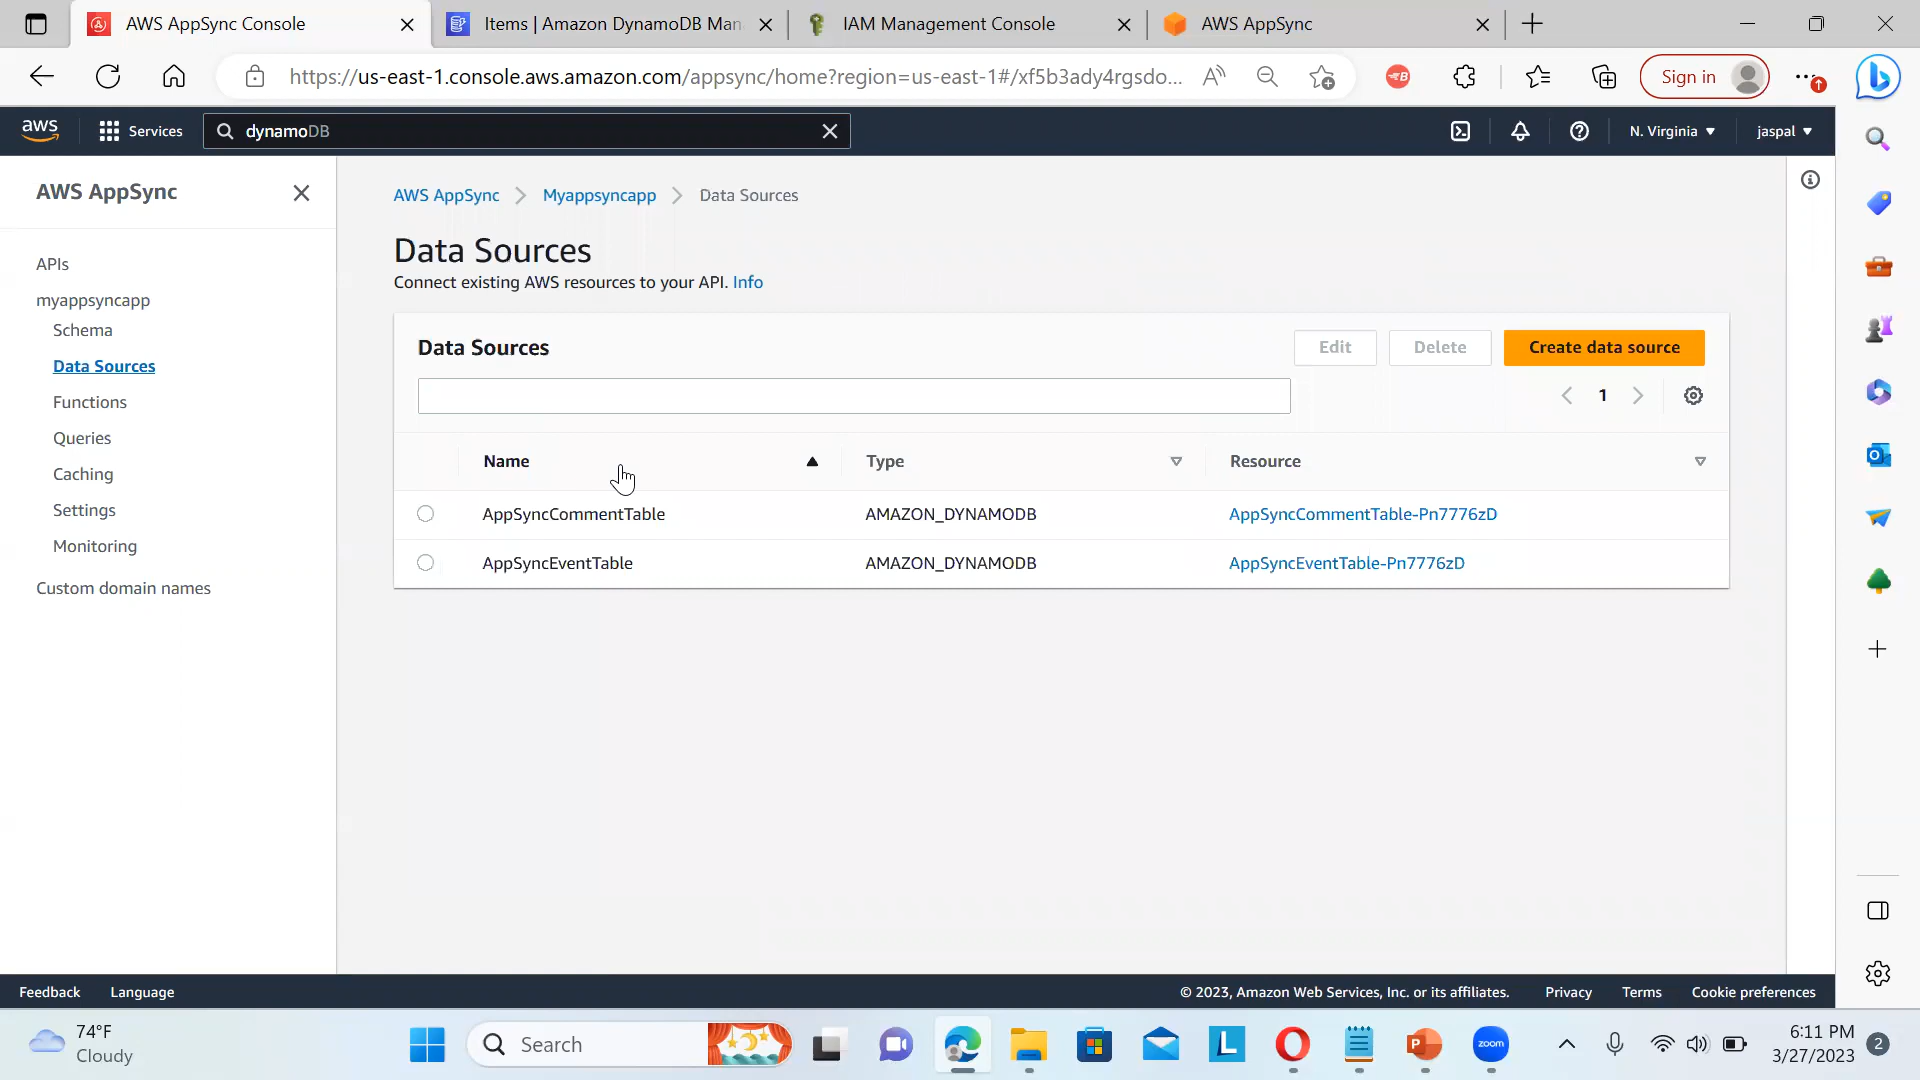 AWS AppSync Console
Items | Amazon DynamoDB Man
IAM Management Console
AWS AppSync
https://us-east-1.console.aws.amazon.com/appsync/home?region=us-east-1#/xf5b3ady4rgsdo...
Sign in
aws
Services
dynamoDB
N. Virginia
jaspal
AWS AppSync
APIs
myappsyncapp
Schema
Data Sources
Functions
Queries
Caching
Settings
Monitoring
Custom domain names
AWS AppSync
Myappsyncapp
Data Sources
Data Sources
Connect existing AWS resources to your API. Info
Data Sources
Edit
Delete
Create data source
1
Name
Type
Resource
AppSyncCommentTable
AMAZON_DYNAMODB
AppSyncCommentTable-Pn7776zD
AppSyncEventTable
AMAZON_DYNAMODB
AppSyncEventTable-Pn7776zD
Feedback
Language
© 2023, Amazon Web Services, Inc. or its affiliates.
Privacy
Terms
Cookie preferences
74°F
Cloudy
Search
zoom
6:11 PM
3/27/2023
2